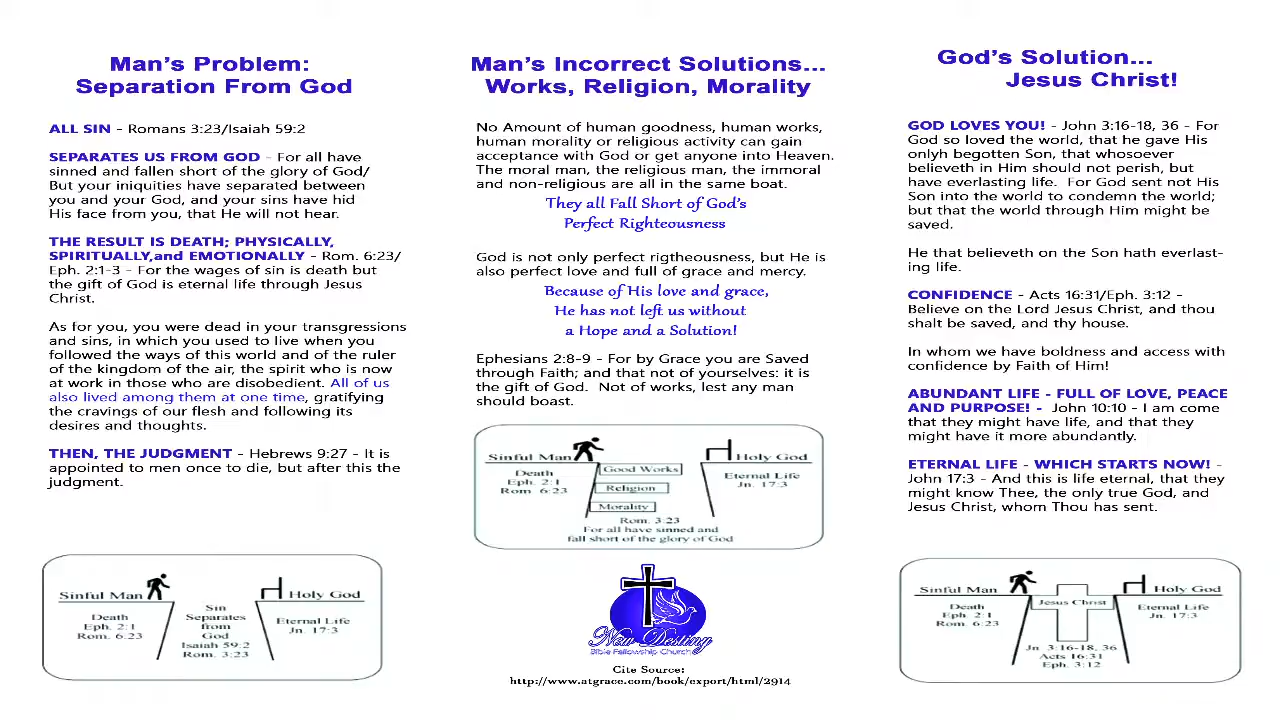 Man's Problem:
Separation From God
ALL SIN - Romans 3:23/Isaiah 59:2
SEPARATES US FROM GOD - For all have
sinned and fallen short of the glory of God/
But your iniquities have separated between
you and your God, and your sins have hid
His face from you, that He will not hear.
THE RESULT IS DEATH; PHYSICALLY,
SPIRITUALLY,and EMOTIONALLY - Rom. 6:23/
Eph. 2:1-3 - For the wages of sin is death but
the gift of God is eternal life through Jesus
Christ.
As for you, you were dead in your transgressions
and sins, in which you used to live when you
followed the ways of this world and of the ruler
of the kingdom of the air, the spirit who is now
at work in those who are disobedient. All of us
also lived among them at one time, gratifying
the cravings of our flesh and following its
desires and thoughts.
THEN, THE JUDGMENT - Hebrews 9:27 - It is
appointed to men once to die, but after this the
judgment.
Sinful Man
Holy God
Death
Eph. 2:1
Rom. 6:23
Sin
Separates
from
God
Isaiah 59:2
Rom. 3:23
Eternal Life
Jn. 17:3
Man's Incorrect Solutions...
Works, Religion, Morality
No Amount of human goodness, human works,
human morality or religious activity can gain
acceptance with God or get anyone into Heaven.
The moral man, the religious man, the immoral
and non-religious are all in the same boat.
They all Fall Short of God's
Perfect Righteousness
God is not only perfect rigtheousness, but He is
also perfect love and full of grace and mercy.
Because of His love and grace,
He has not left us without
a Hope and a Solution!
Ephesians 2:8-9 - For by Grace you are Saved
through Faith; and that not of yourselves: it is
the gift of God. Not of works, lest any man
should boast.
Sinful Man
Holy God
Death
Eph. 2:1
Rom 6:23
Good Works
Religion
Morality
Eternal Life
Jn. 17:3
Rom. 3:23
For all have sinned and
fall short of the glory of God
New Destiny
Bible Fellowship Church
Cite Source:
http://www.atgrace.com/book/export/html/2914
God's Solution...
Jesus Christ!
GOD LOVES YOU! - John 3:16-18, 36 - For
God so loved the world, that he gave His
onlyh begotten Son, that whosoever
believeth in Him should not perish, but
have everlasting life. For God sent not His
Son into the world to condemn the world;
but that the world through Him might be
saved.
He that believeth on the Son hath everlast-
ing life.
CONFIDENCE - Acts 16:31/Eph. 3:12 -
Believe on the Lord Jesus Christ, and thou
shalt be saved, and thy house.
In whom we have boldness and access with
confidence by Faith of Him!
ABUNDANT LIFE - FULL OF LOVE, PEACE
AND PURPOSE! - John 10:10 - I am come
that they might have life, and that they
might have it more abundantly.
ETERNAL LIFE - WHICH STARTS NOW! -
John 17:3 - And this is life eternal, that they
might know Thee, the only true God, and
Jesus Christ, whom Thou has sent.
Sinful Man
Holy God
Death
Eph. 2:1
Rom. 6:23
Jesus Christ
Eternal Life
Jn. 17:3
Jn 3:16-18, 36
Acts 16:31
Eph. 3:12